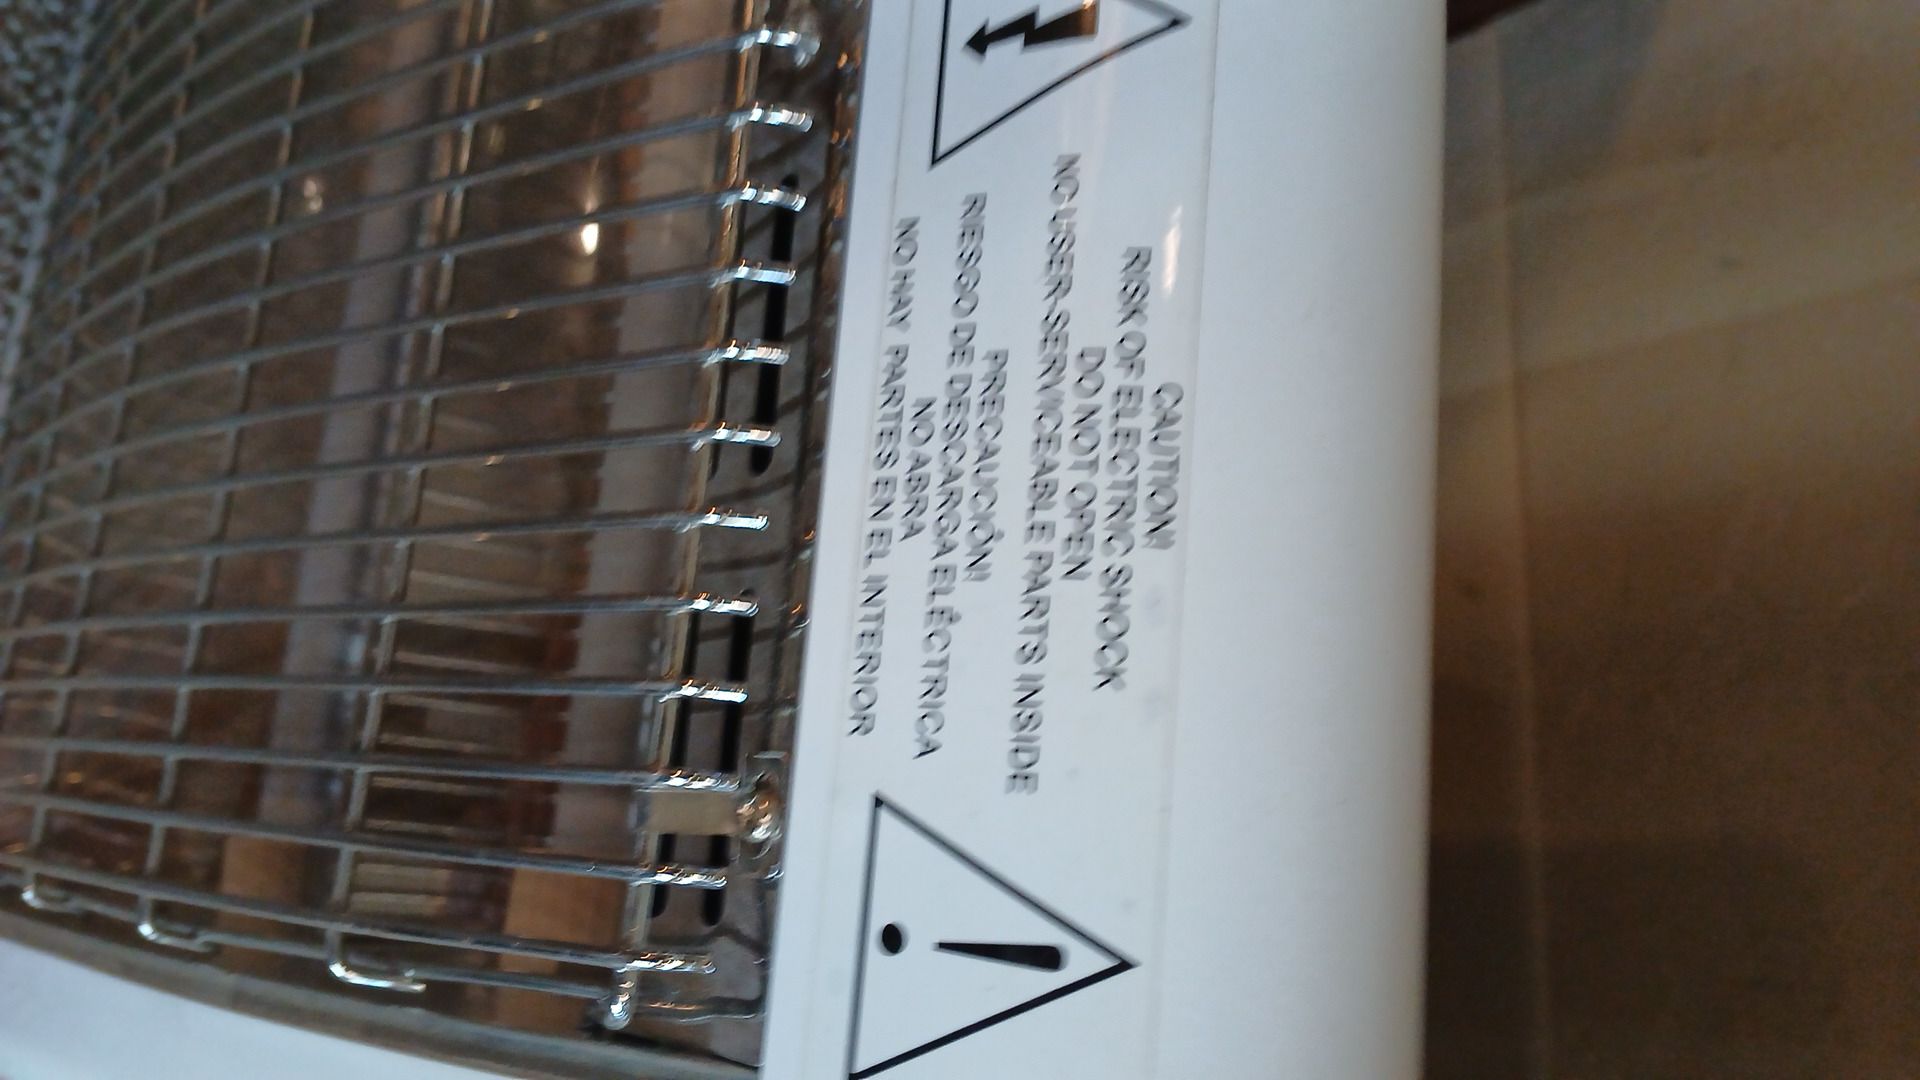 CAUTION!
RISK OF ELECTRIC SHOCK
DO NOT OPEN
NO USER-SERVICEABLE PARTS INSIDE
PRECAUCIÓN!
RIESGO DE DESCARGA ELÉCTRICA
NO ABRA
NO HAY PARTES EN EL INTERIOR